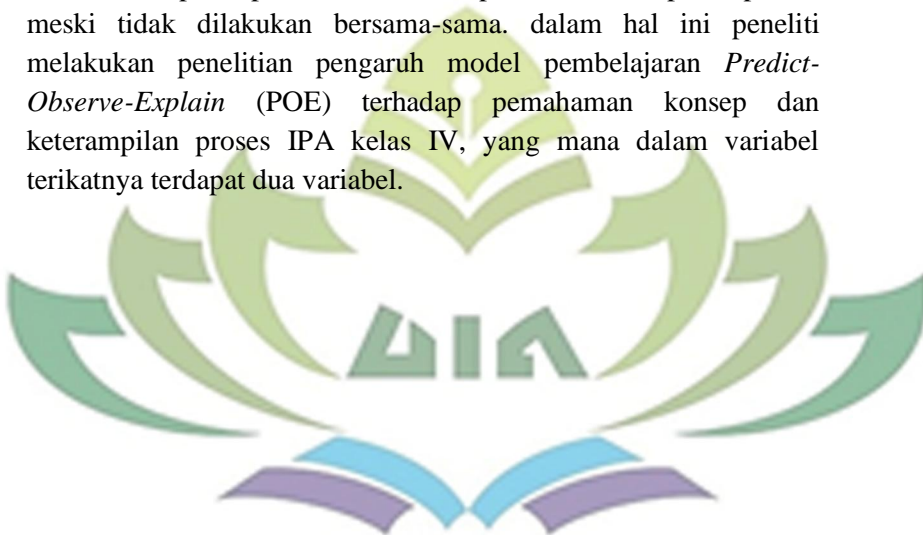 meski tidak dilakukan bersama-sama. dalam hal ini peneliti
melakukan penelitian pengaruh model pembelajaran Predict-
Observe-Explain (POE) terhadap pemahaman konsep dan
keterampilan proses IPA kelas IV, yang mana dalam variabel
terikatnya terdapat dua variabel.
UIN